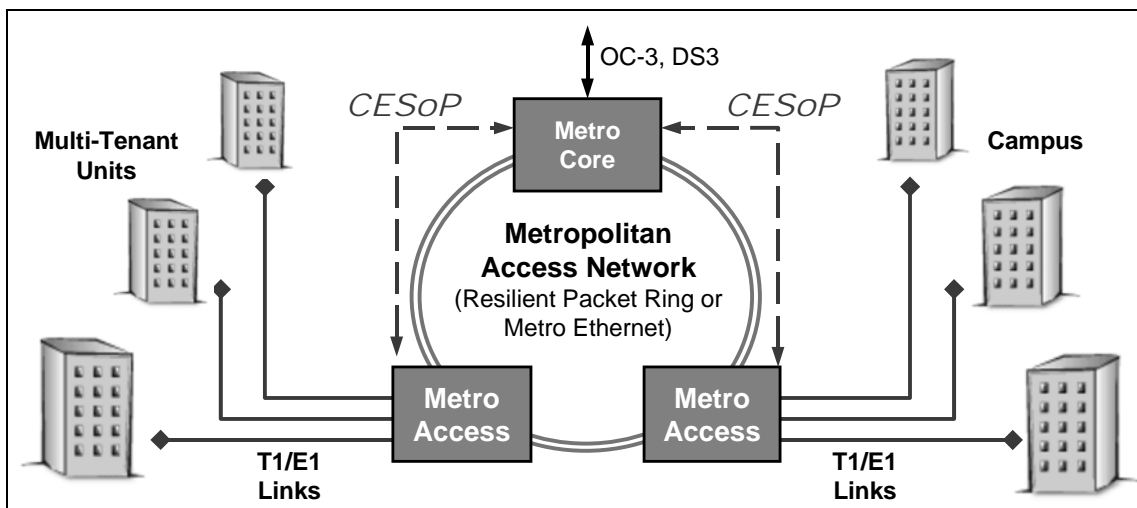 OC-3, DS3
CESoP
CESoP
Metro
Core
Multi-Tenant
Units
Campus
Metropolitan
Access Network
(Resilient Packet Ring or
Metro Ethernet)
Metro
Access
Metro
Access
T1/E1
Links
T1/E1
Links